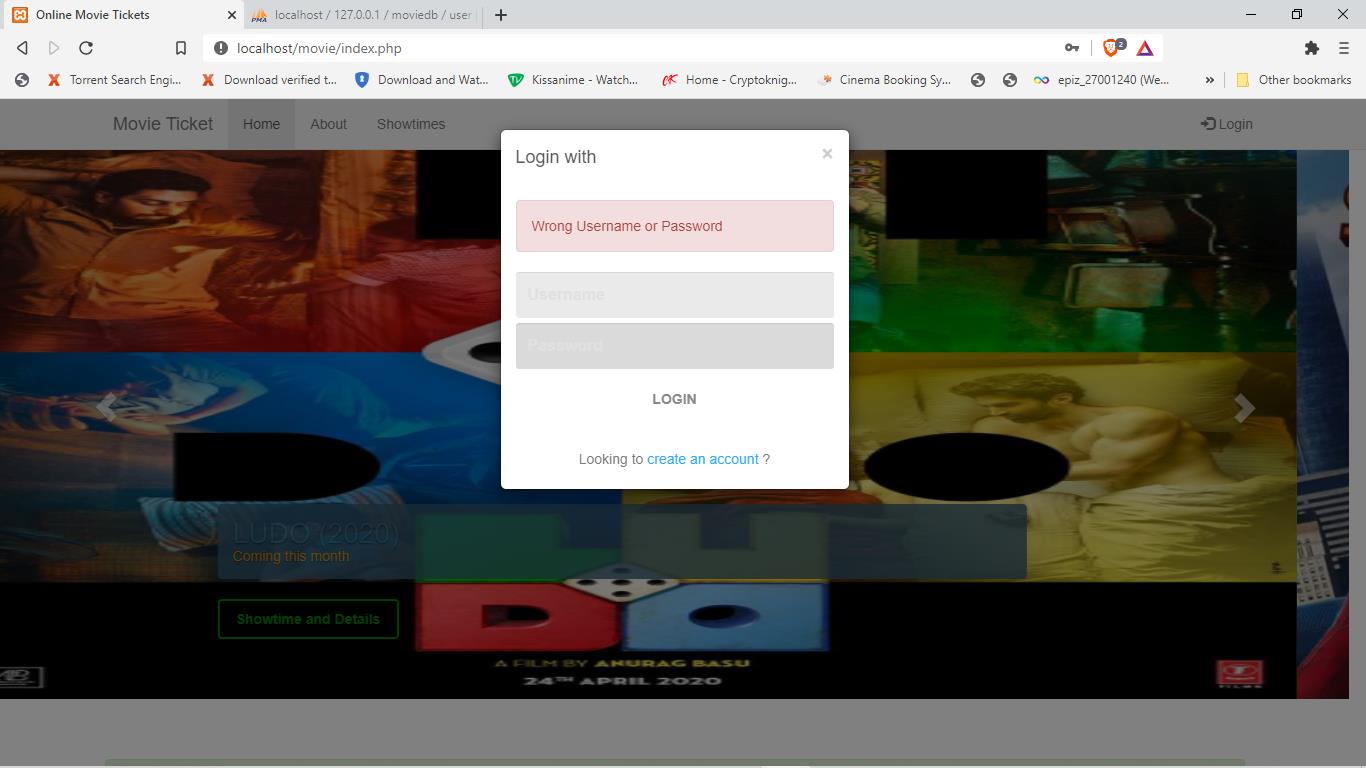 Online Movie Tickets
localhost / 127.0.0.1 / moviedb / user
localhost/movie/index.php
2
Torrent Search Engi...
Download verified t...
Download and Wat...
Kissanime - Watch...
Home - Cryptoknig...
Cinema Booking Sy...
epiz_27001240 (We...
»
Other bookmarks
Movie Ticket
Home
About
Showtimes
Login
Login with
×
Wrong Username or Password
Username
Password
LOGIN
Looking to create an account ?
LUDO (2020)
Coming this month
Showtime and Details
A FILM BY ANURAG BASU
24TH APRIL 2020